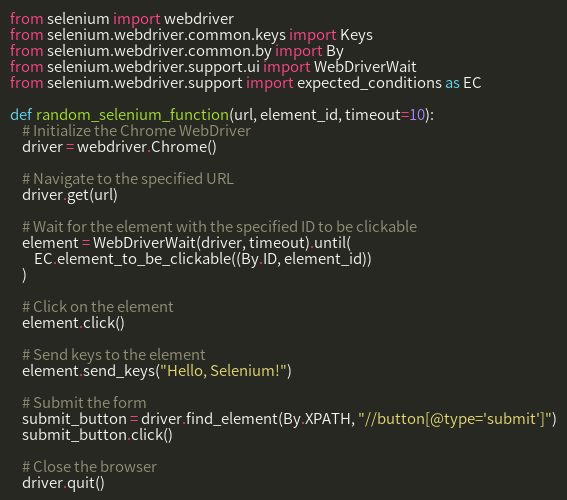 from selenium import webdriver
from selenium.webdriver.common.keys import Keys
from selenium.webdriver.common.by import By
from selenium.webdriver.support.ui import WebDriverWait
from selenium.webdriver.support import expected_conditions as EC

def random_selenium_function(url, element_id, timeout=10):
    # Initialize the Chrome WebDriver
    driver = webdriver.Chrome()

    # Navigate to the specified URL
    driver.get(url)

    # Wait for the element with the specified ID to be clickable
    element = WebDriverWait(driver, timeout).until(
        EC.element_to_be_clickable((By.ID, element_id))
    )

    # Click on the element
    element.click()

    # Send keys to the element
    element.send_keys("Hello, Selenium!")

    # Submit the form
    submit_button = driver.find_element(By.XPATH, "//button[@type='submit']")
    submit_button.click()

    # Close the browser
    driver.quit()